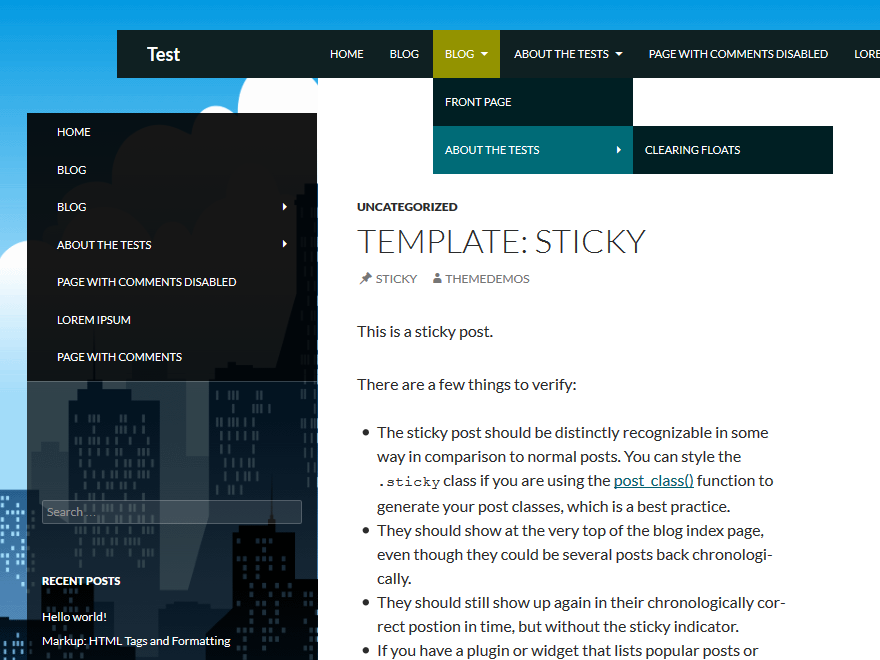 Test
HOME
BLOG
BLOG
ABOUT THE TESTS
PAGE WITH COMMENTS DISABLED
LORE
FRONT PAGE
ABOUT THE TESTS
CLEARING FLOATS
HOME
BLOG
BLOG
ABOUT THE TESTS
PAGE WITH COMMENTS DISABLED
LOREM IPSUM
PAGE WITH COMMENTS
Search …
RECENT POSTS
Hello world!
Markup: HTML Tags and Formatting
UNCATEGORIZED
TEMPLATE: STICKY
STICKY THEMEDEMOS
This is a sticky post.
There are a few things to verify:
• The sticky post should be distinctly recognizable in some
way in comparison to normal posts. You can style the
.sticky class if you are using the post_class() function to
generate your post classes, which is a best practice.
• They should show at the very top of the blog index page,
even though they could be several posts back chronologi-
cally.
• They should still show up again in their chronologically cor-
rect postion in time, but without the sticky indicator.
• If you have a plugin or widget that lists popular posts or